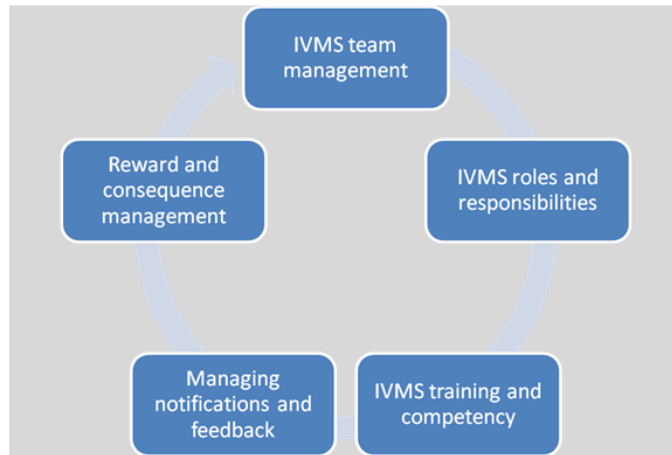 IVMS team
management
IVMS roles and
responsibilities
IVMS training and
competency
Managing
notifications and
feedback
Reward and
consequence
management